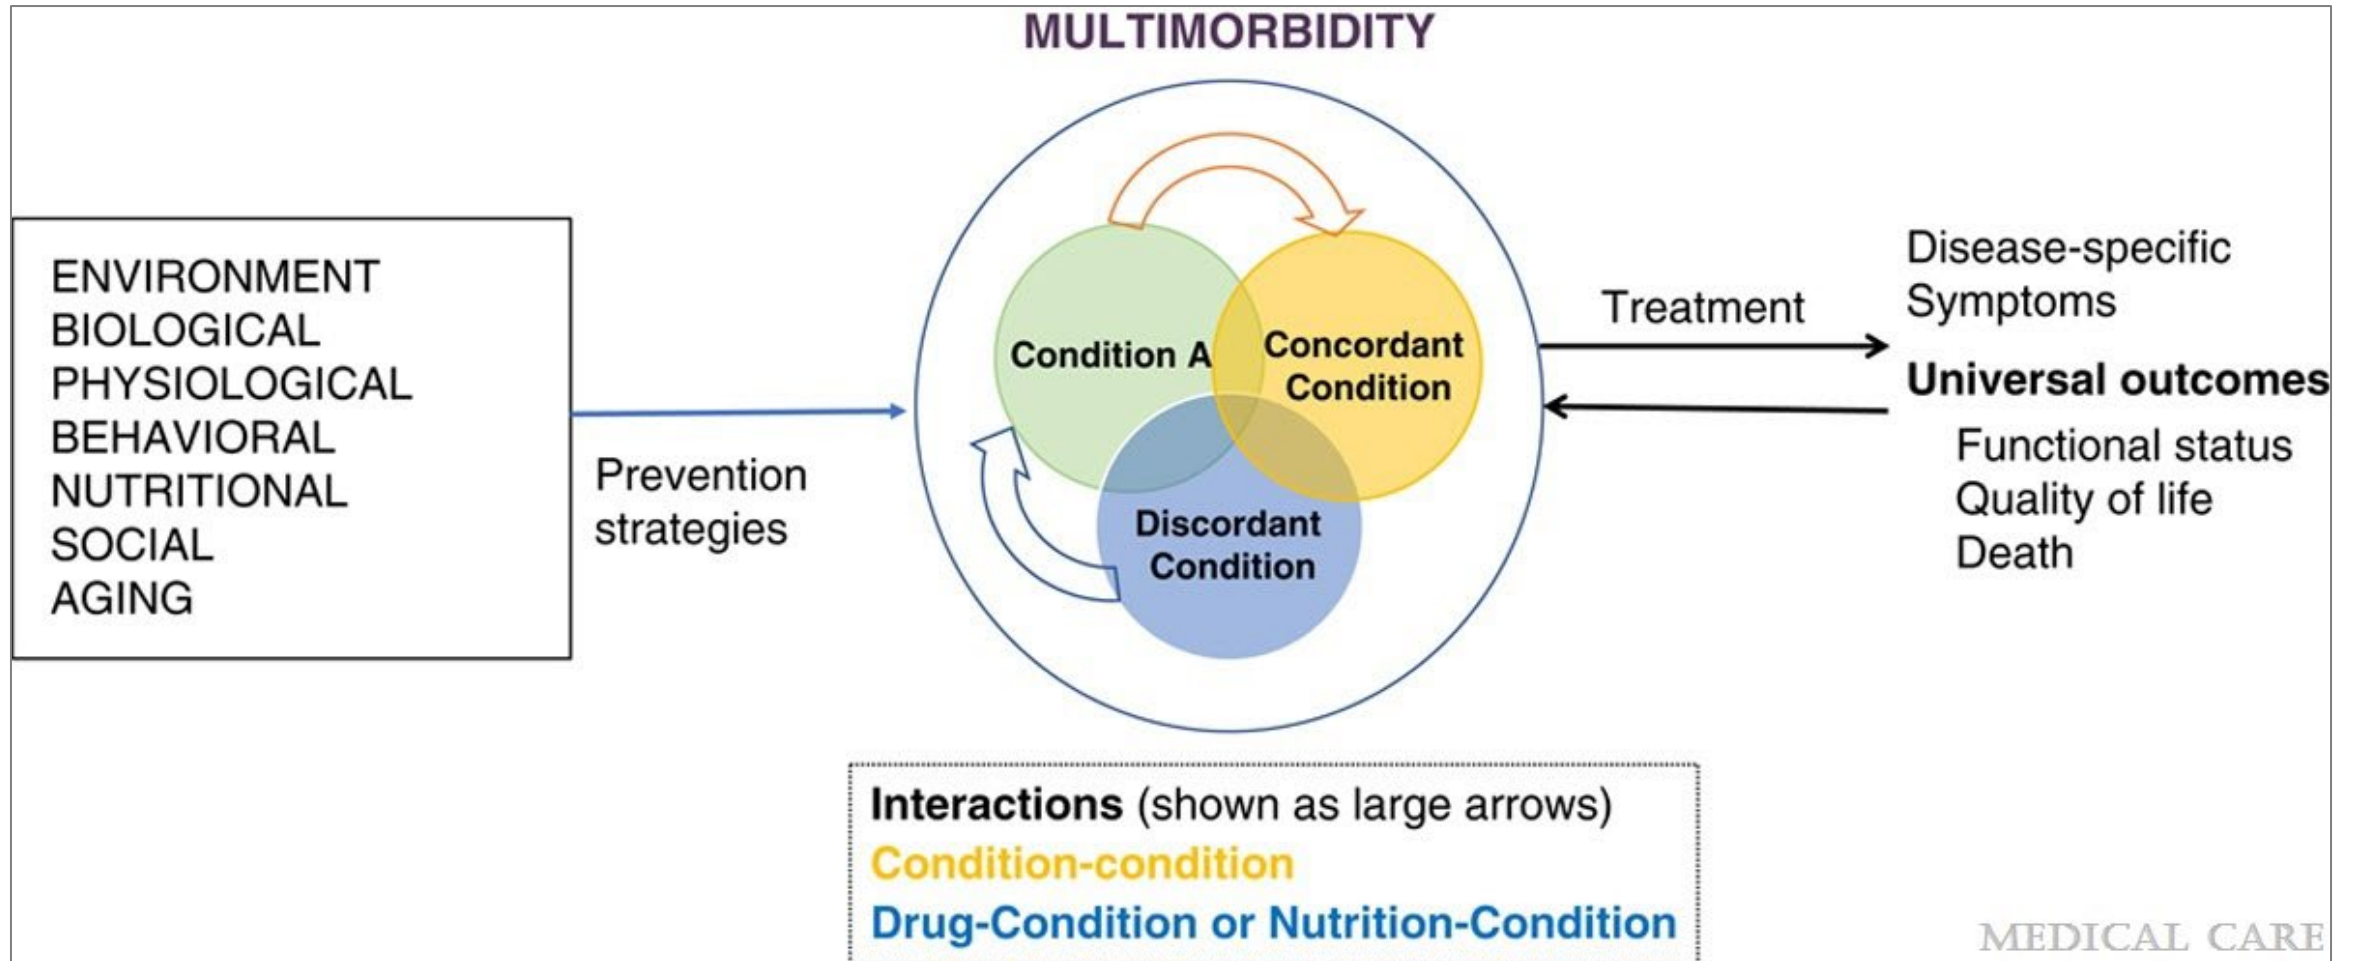 MULTIMORBIDITY
ENVIRONMENT
BIOLOGICAL
PHYSIOLOGICAL
BEHAVIORAL
NUTRITIONAL
SOCIAL
AGING
Prevention
strategies
Condition A
Concordant
Condition
Discordant
Condition
Treatment
Disease-specific
Symptoms
Universal outcomes
Functional status
Quality of life
Death
Interactions (shown as large arrows)
Condition-condition
Drug-Condition or Nutrition-Condition
MEDICAL CARE